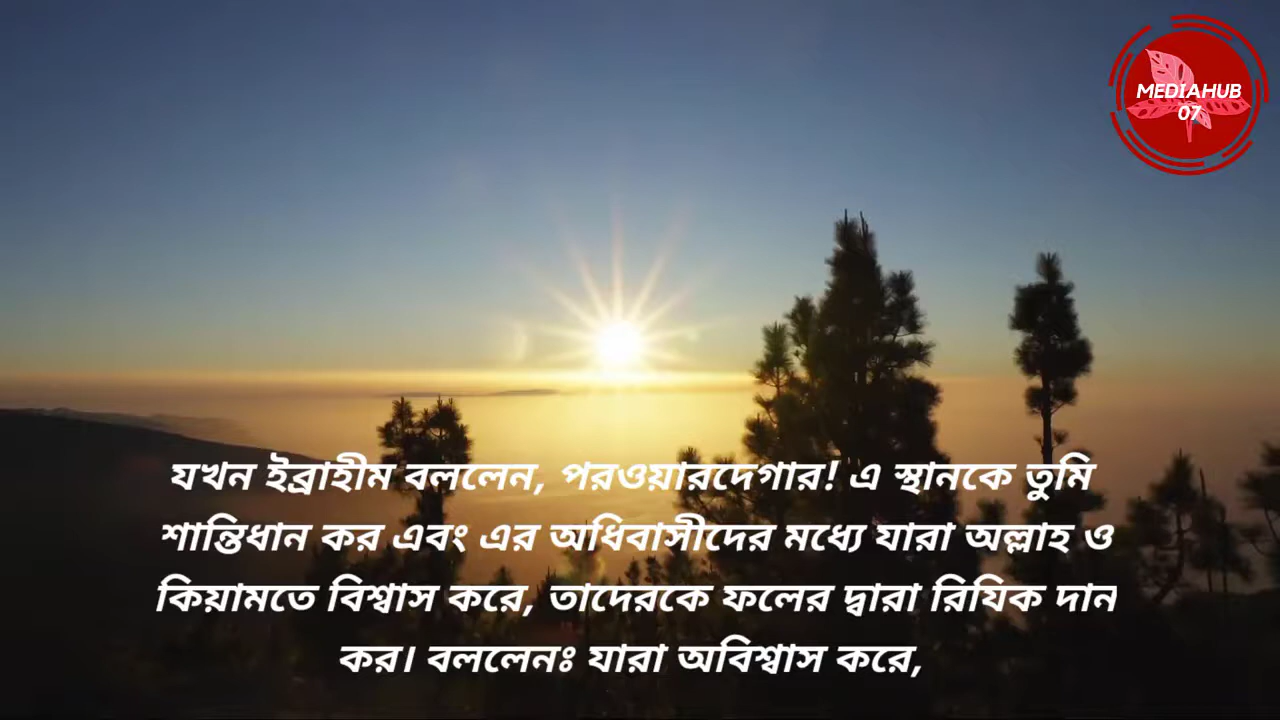 MEDIAHUB
07
যখন ইব্রাহীম বললেন, পরওয়ারদেগার! এ স্থানকে তুমি
শান্তিধান কর এবং এর অধিবাসীদের মধ্যে যারা অল্লাহ ও
কিয়ামতে বিশ্বাস করে, তাদেরকে ফলের দ্বারা রিযিক দান
কর। বললেনঃ যারা অবিশ্বাস করে,